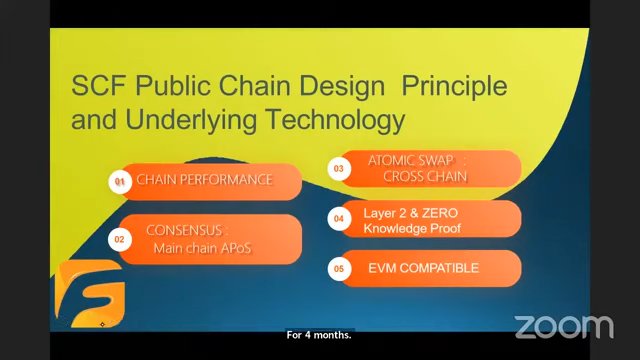 SCF Public Chain Design Principle
and Underlying Technology
01 CHAIN PERFORMANCE
02 CONSENSUS :
Main chain APoS
03 ATOMIC SWAP :
CROSS CHAIN
04 Layer 2 & ZERO
Knowledge Proof
05 EVM COMPATIBLE
For 4 months.
zoom